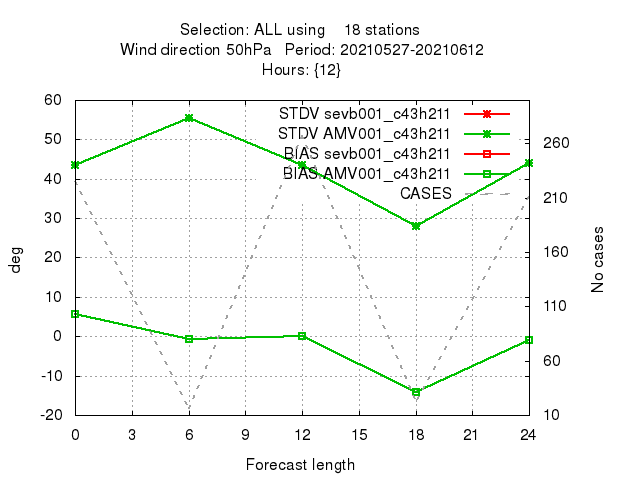 Selection: ALL using 18 stations
Wind direction 50hPa Period: 20210527-20210612
Hours: {12}
STDV sevb001_c43h211
STDV AMV001_c43h211
BIAS sevb001_c43h211
BIAS AMV001_c43h211
CASES
60
50
40
30
20
10
0
-10
-20
deg
260
210
160
110
60
10
No cases
0 3 6 9 12 15 18 21 24
Forecast length